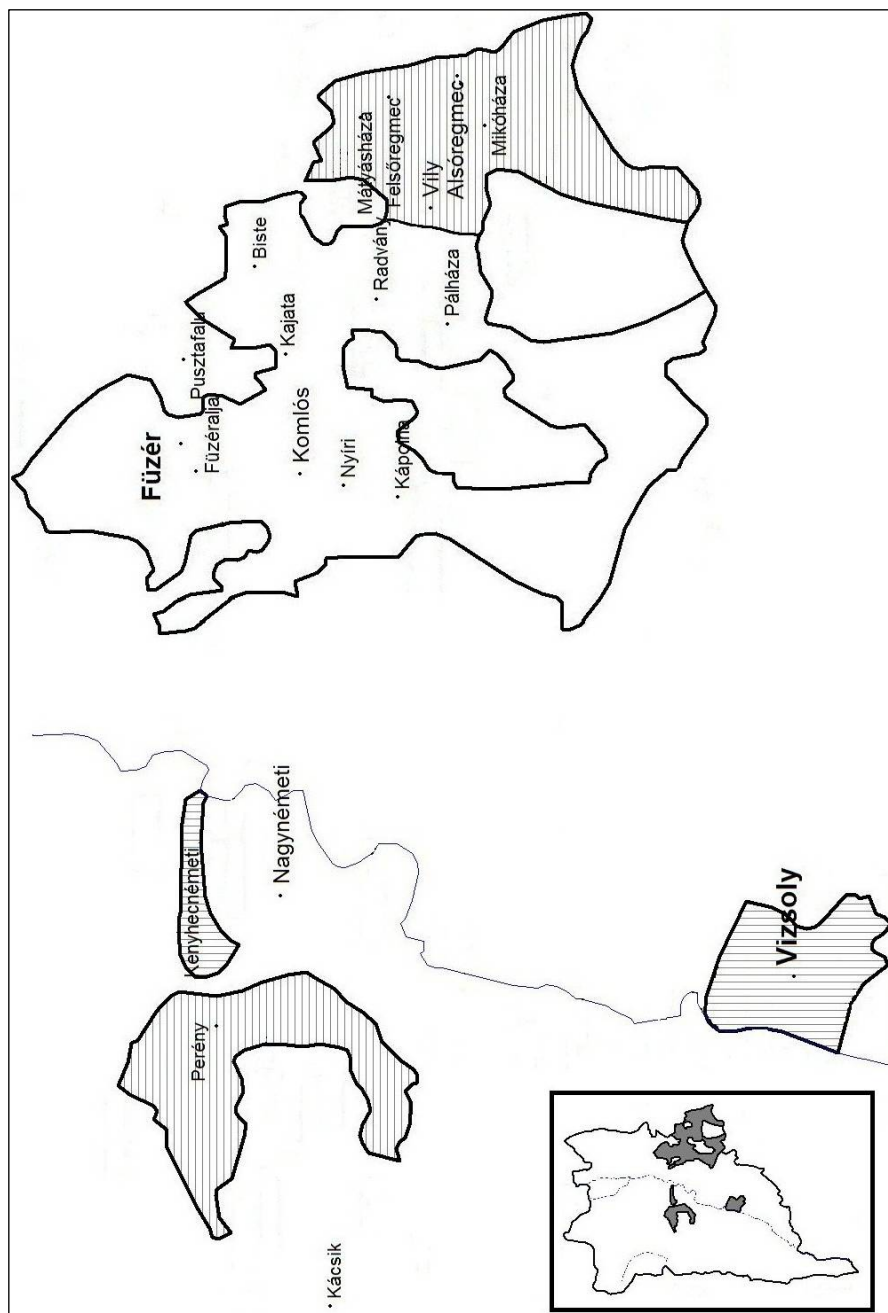 Füzér
Pusztafalu
Füzéralja
Biste
Kajata
Komlós
Nyíri
Kápolna
Radvány
Pálháza
Mátyásháza
Felsőregmec
Vily
Alsóregmec
Mikóháza
Kenyhecnémeti
Nagynémeti
Perény
Kácsik
Vizsoly